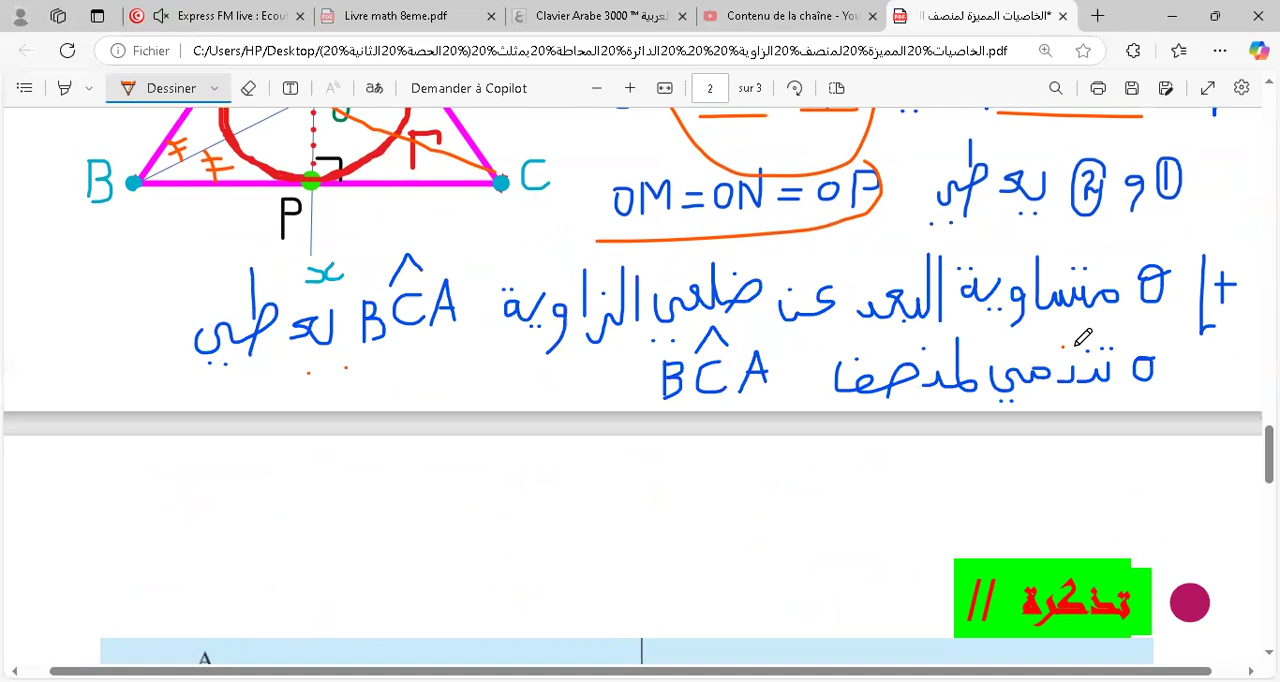 Express FM live : Ecout
Livre math 8eme.pdf
Clavier Arabe 3000 ™ العربية
Contenu de la chaîne - You
الخاصيات المميزة لمنصف ال*
Fichier
C:/Users/HP/Desktop/(الخاصيات%20المميزة%20لمنصف%20الزاوية%20%20%20الدائرة%20المحاطة%20بمثلث%20(%20الحصة%20الثانية%20.pdf
Dessiner
Demander à Copilot
2 sur 3
B
C
P
x
① و ② يعطي
OM = ON = OP
+] O متساوية البعد عن ضلعي الزاوية BĈA يعطي
O تنتمي لمنصف BĈA
تذكرة //
A